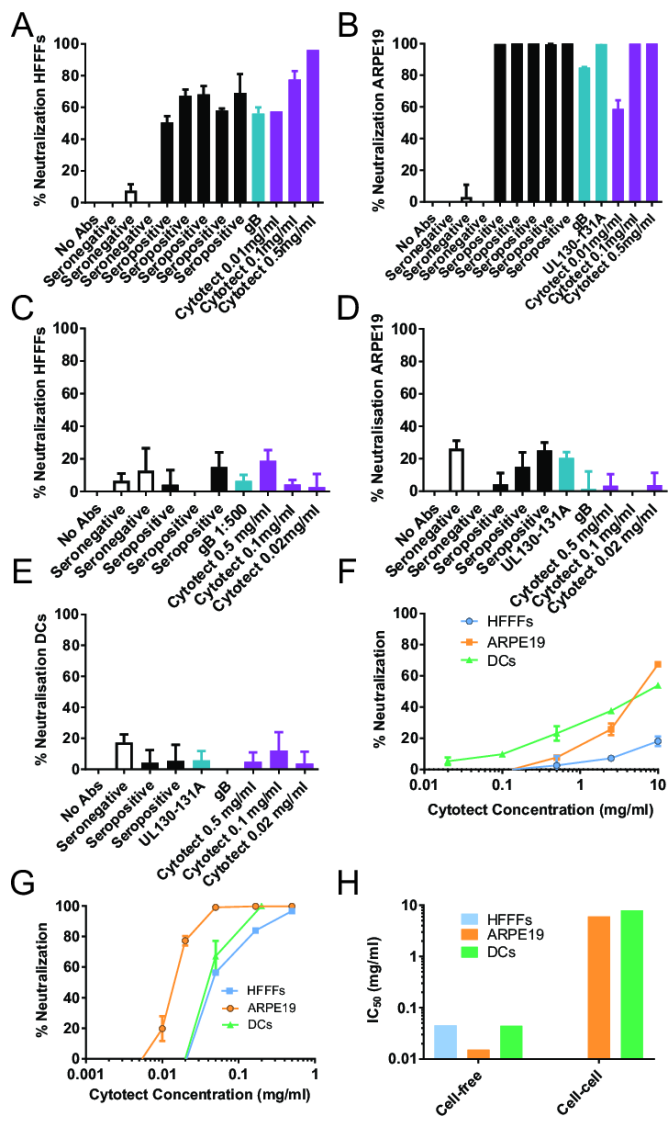 A
% Neutralization HFFFs
100
80
60
40
20
0
No Abs
Seronegative
Seronegative
Seronegative
Seropositive
Seropositive
Seropositive
Seropositive
Seropositive
gB
Cytotect 0.01mg/ml
Cytotect 0.1mg/ml
Cytotect 0.5mg/ml
B
% Neutralization ARPE19
100
80
60
40
20
0
No Abs
Seronegative
Seronegative
Seronegative
Seropositive
Seropositive
Seropositive
Seropositive
Seropositive
gB
UL130-131A
Cytotect 0.01mg/ml
Cytotect 0.1mg/ml
Cytotect 0.5mg/ml
C
% Neutralization HFFFs
100
80
60
40
20
0
No Abs
Seronegative
Seronegative
Seropositive
Seropositive
Seropositive
gB 1:500
Cytotect 0.5 mg/ml
Cytotect 0.1mg/ml
Cytotect 0.02mg/ml
D
% Neutralisation ARPE19
100
80
60
40
20
0
No Abs
Seronegative
Seronegative
Seropositive
Seropositive
Seropositive
UL130-131A
gB
Cytotect 0.5 mg/ml
Cytotect 0.1 mg/ml
Cytotect 0.02 mg/ml
E
% Neutralisation DCs
100
80
60
40
20
0
No Abs
Seronegative
Seropositive
Seropositive
UL130-131A
gB
Cytotect 0.5 mg/ml
Cytotect 0.1 mg/ml
Cytotect 0.02 mg/ml
F
% Neutralization
100
80
60
40
20
0
0.01
0.1
1
10
Cytotect Concentration (mg/ml)
HFFFs
ARPE19
DCs
G
% Neutralization
100
80
60
40
20
0
0.001
0.01
0.1
1
Cytotect Concentration (mg/ml)
HFFFs
ARPE19
DCs
H
IC50 (mg/ml)
10
1
0.1
0.01
HFFFs
ARPE19
DCs
Cell-free
Cell-cell